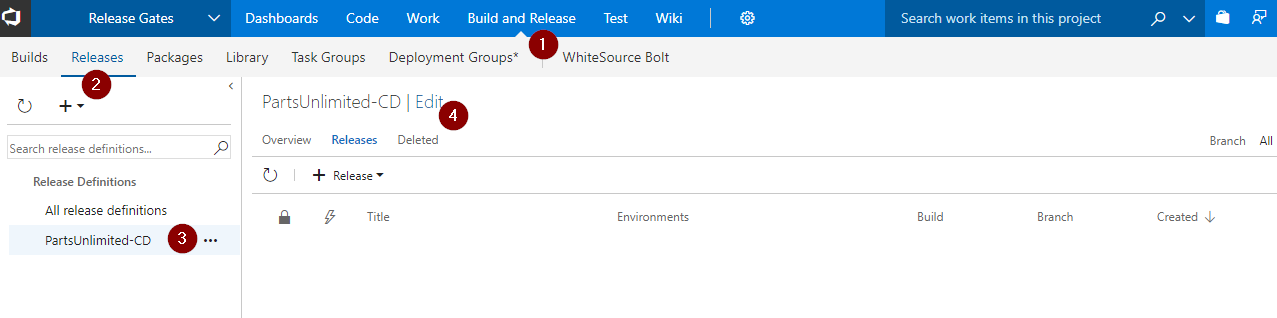 Release Gates Dashboards Code Work Build and Release Test Wiki Search work items in this project
1
Builds Releases Packages Library Task Groups Deployment Groups* WhiteSource Bolt
2
PartsUnlimited-CD | Edit
4
Overview Releases Deleted Branch All
Search release definitions...
+ Release
Release Definitions
All release definitions
Title Environments Build Branch Created
PartsUnlimited-CD 3 ...